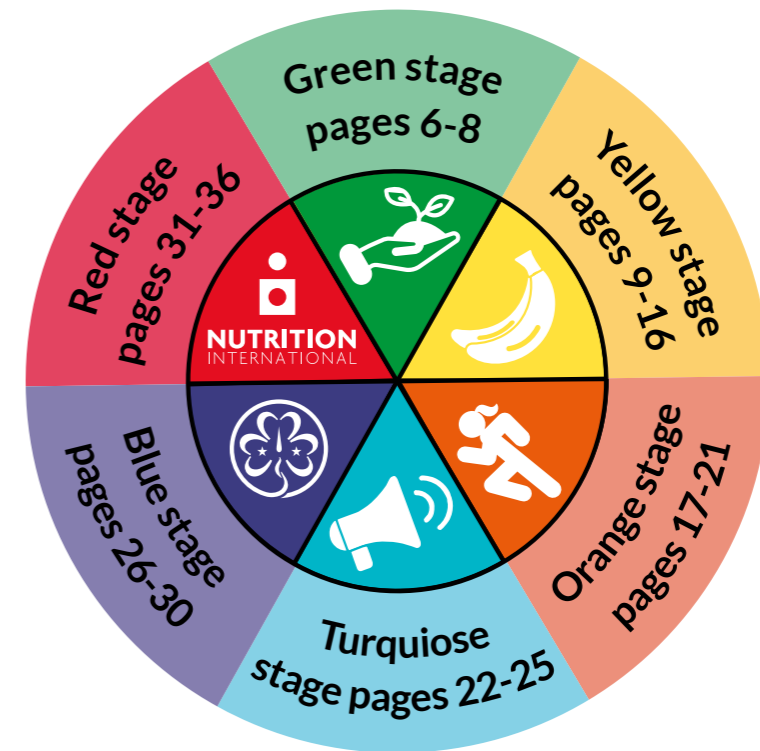 Green stage
pages 6-8
Yellow stage
pages 9-16
Orange stage
pages 17-21
Turquiose
stage pages 22-25
Blue stage
pages 26-30
Red stage
pages 31-36
NUTRITION
INTERNATIONAL